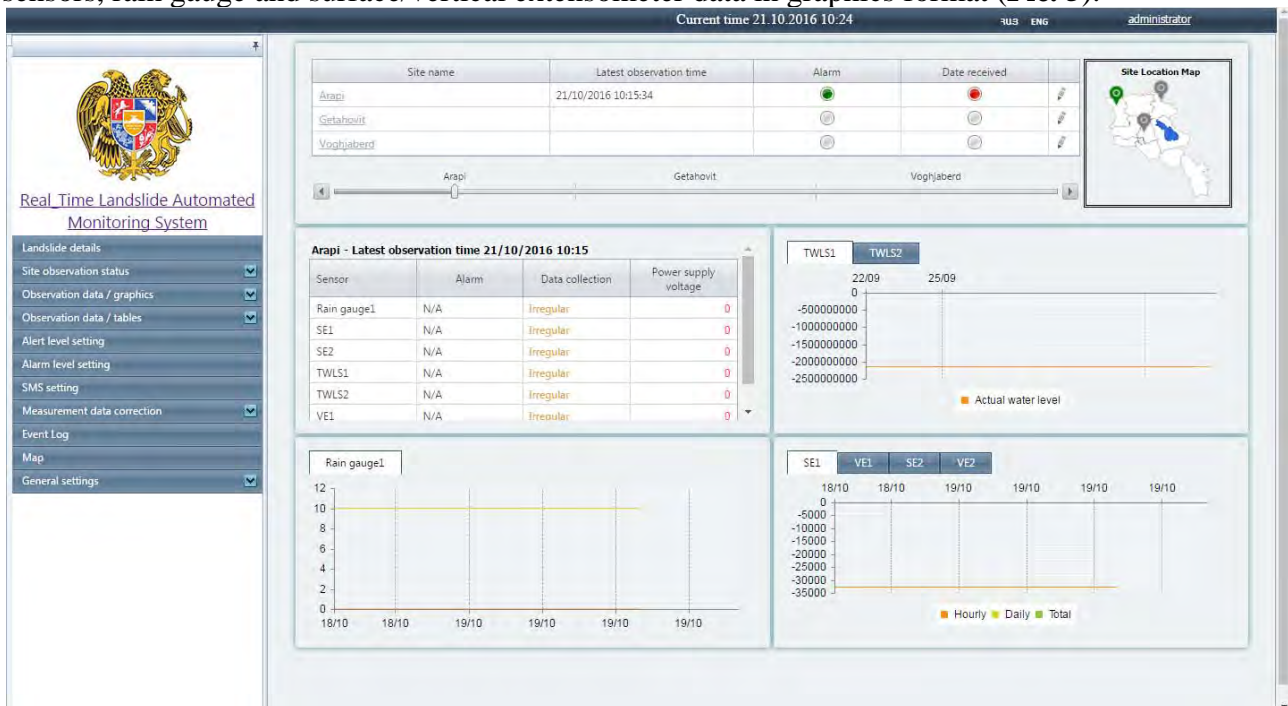 sensors, rain gauge and surface/vertical extensometer data in graphics format (Pict 3).
Current time 21.10.2016 10:24
ՀԱՅ ENG
administrator
Real_Time Landslide Automated
Monitoring System
Landslide details
Site observation status
Observation data / graphics
Observation data / tables
Alert level setting
Alarm level setting
SMS setting
Measurement data correction
Event Log
Map
General settings
Site name Latest observation time Alarm Date received
Arapi 21/10/2016 10:15:34
Getahovit
Voghjaberd
Arapi Getahovit Voghjaberd
Site Location Map
Arapi - Latest observation time 21/10/2016 10:15
Sensor Alarm Data collection Power supply
voltage
Rain gauge1 N/A Irregular 0
SE1 N/A Irregular 0
SE2 N/A Irregular 0
TWLS1 N/A Irregular 0
TWLS2 N/A Irregular 0
VE1 N/A Irregular 0
TWLS1 TWLS2
22/09 25/09
0
-500000000
-1000000000
-1500000000
-2000000000
-2500000000
Actual water level
Rain gauge1
12
10
8
6
4
2
0
18/10 18/10 19/10 19/10 19/10 19/10
SE1 VE1 SE2 VE2
18/10 18/10 19/10 19/10 19/10 19/10
0
-5000
-10000
-15000
-20000
-25000
-30000
-35000
Hourly Daily Total